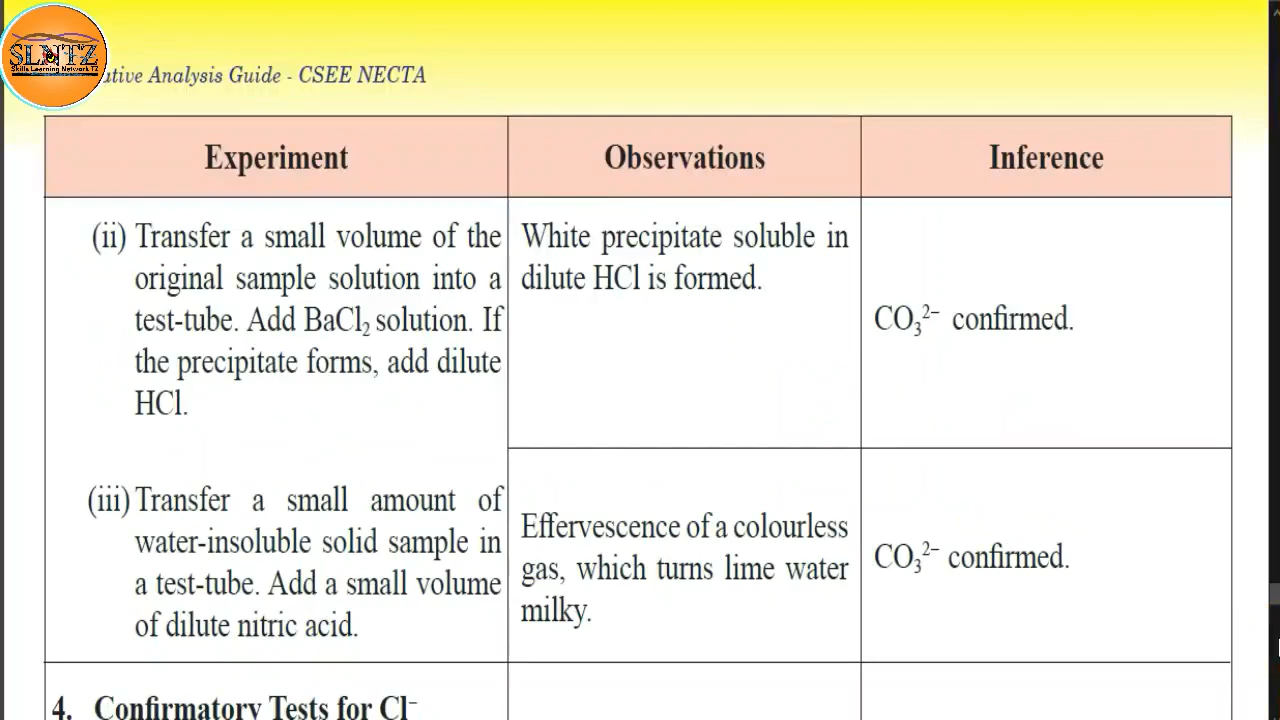 SLNTZ
Skills Learning Network TZ
ative Analysis Guide - CSEE NECTA
Experiment
Observations
Inference
(ii) Transfer a small volume of the
original sample solution into a
test-tube. Add BaCl₂ solution. If
the precipitate forms, add dilute
HCl.
White precipitate soluble in
dilute HCl is formed.
CO₃²⁻ confirmed.
(iii) Transfer a small amount of
water-insoluble solid sample in
a test-tube. Add a small volume
of dilute nitric acid.
Effervescence of a colourless
gas, which turns lime water
milky.
CO₃²⁻ confirmed.
4. Confirmatory Tests for Cl⁻